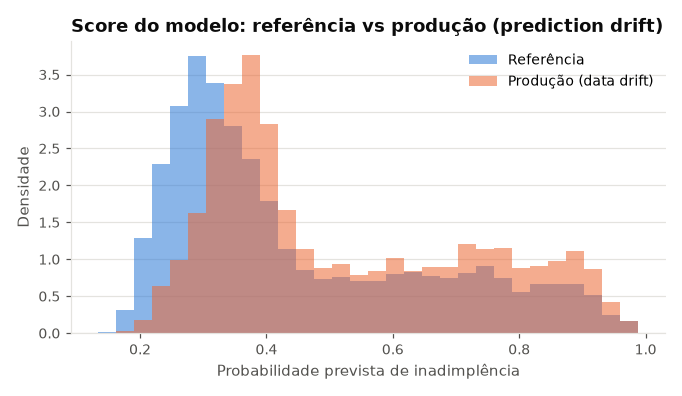 Score do modelo: referência vs produção (prediction drift)
Referência
Produção (data drift)
Densidade
3.5
3.0
2.5
2.0
1.5
1.0
0.5
0.0
0.2
0.4
0.6
0.8
1.0
Probabilidade prevista de inadimplência